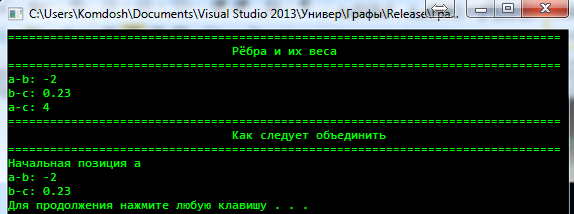 C:\Users\Komdosh\Documents\Visual Studio 2013\Универ\Графы\Release\Гра...
===============================================================================
Рёбра и их веса
===============================================================================
a-b: -2
b-c: 0.23
a-c: 4
===============================================================================
Как следует объединить
===============================================================================
Начальная позиция a
a-b: -2
b-c: 0.23
Для продолжения нажмите любую клавишу . . .